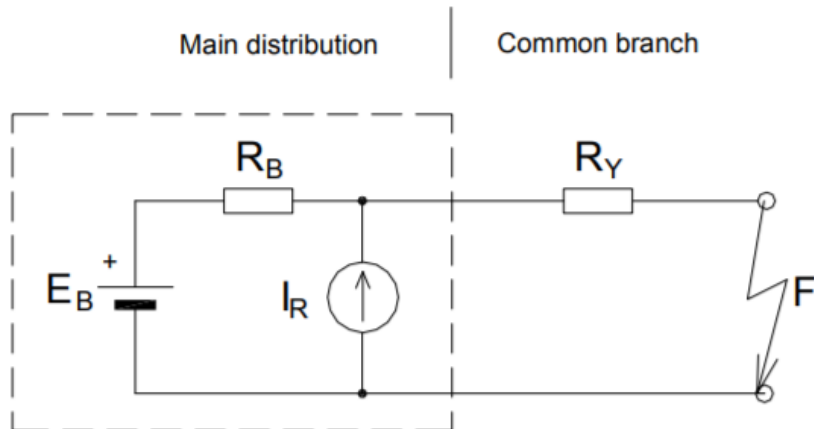 Main distribution
Common branch
R_B
R_Y
+
E_B
I_R
F